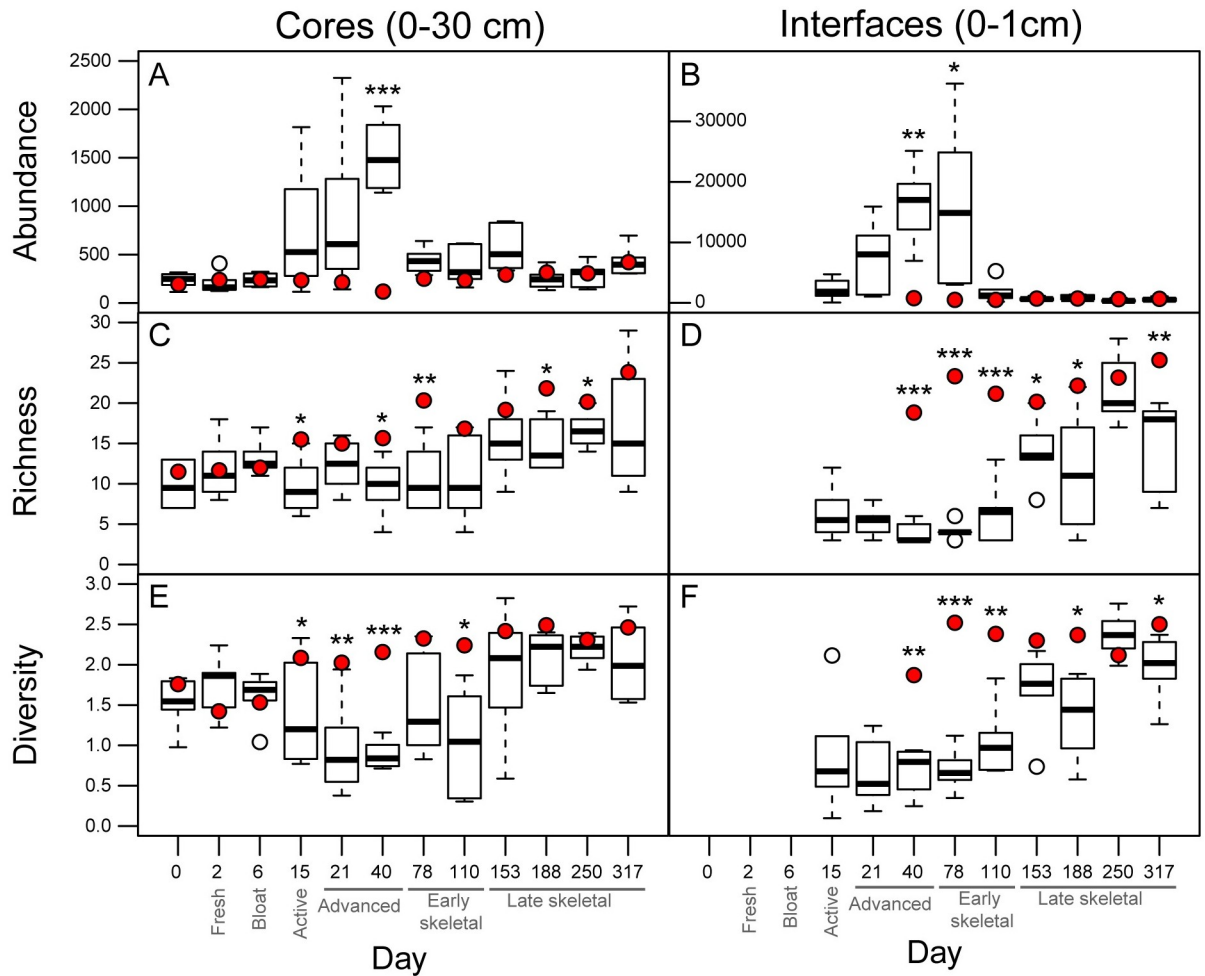 Cores (0-30 cm)
Interfaces (0-1cm)
Abundance
A
2500
2000
1500
1000
500
0
***
B
30000
20000
10000
0
**
*
Richness
C
30
25
20
15
10
5
0
*
*
**
*
*
D
***
***
***
*
*
**
Diversity
E
3.0
2.5
2.0
1.5
1.0
0.5
0.0
*
**
***
*
F
**
***
**
*
*
0 2 6 15 21 40 78 110 153 188 250 317
Fresh
Bloat
Active
Advanced
Early
skeletal
Late skeletal
Day
0 2 6 15 21 40 78 110 153 188 250 317
Fresh
Bloat
Active
Advanced
Early
skeletal
Late skeletal
Day